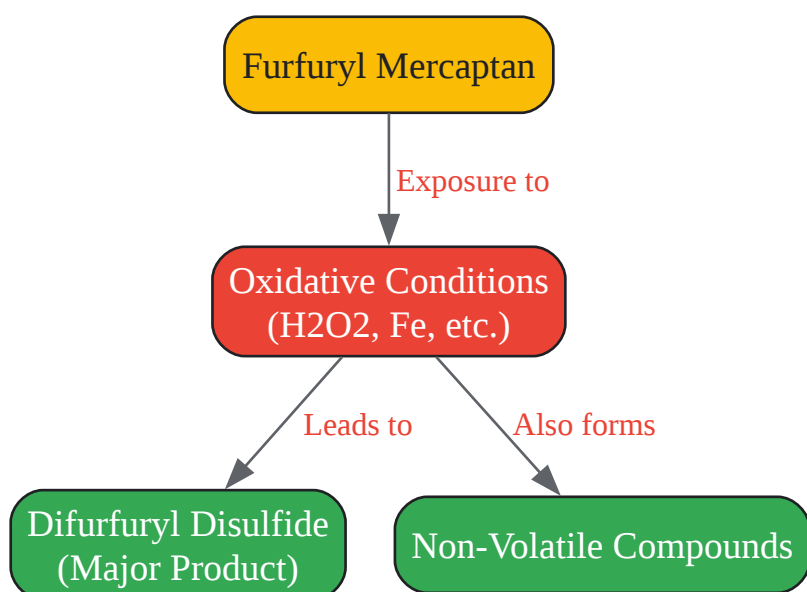 Furfuryl Mercaptan
Exposure to
Oxidative Conditions
(H2O2, Fe, etc.)
Leads to
Also forms
Difurfuryl Disulfide
(Major Product)
Non-Volatile Compounds